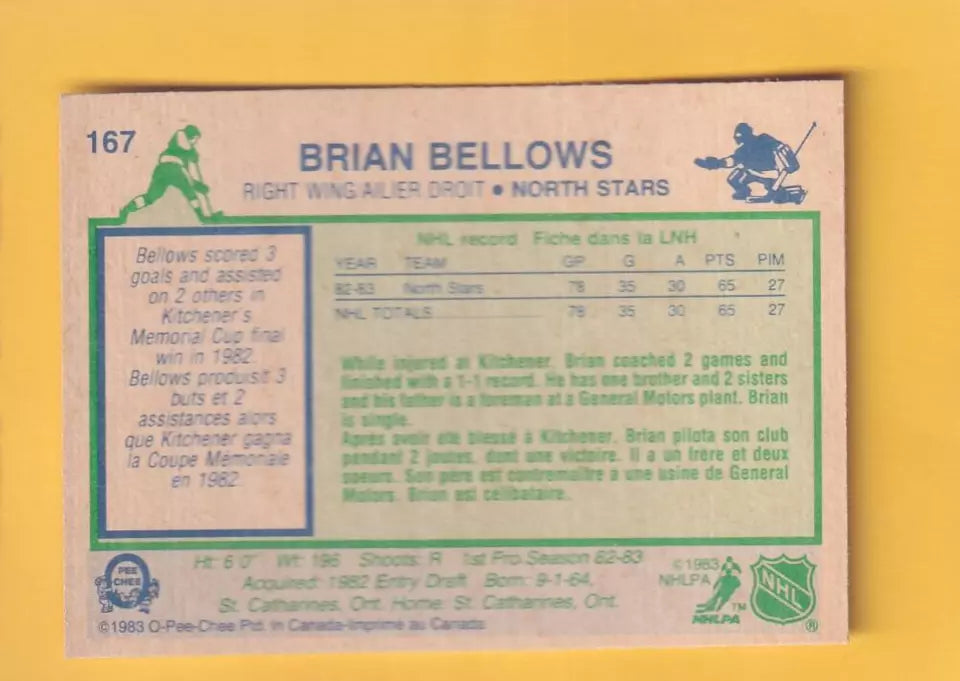 167
BRIAN BELLOWS
RIGHT WING AILIER DROIT • NORTH STARS
Bellows scored 3
goals and assisted
on 2 others in
Kitchener's
Memorial Cup final
win in 1982.
Bellows produisit 3
buts et 2
assistances alors
que Kitchener gagna
la Coupe Memoriale
en 1982.
NHL record Fiche dans la LNH
YEAR TEAM GP G A PTS PIM
82-83 North Stars 78 35 30 65 27
NHL TOTALS 78 35 30 65 27
While injured at Kitchener, Brian coached 2 games and
finished with a 1-1 record. He has one brother and 2 sisters
and his father is a foreman at a General Motors plant. Brian
is single.
Après avoir été blessé à Kitchener, Brian pilota son club
pendant 2 joutes, dont une victoire. Il a un frère et deux
soeurs. Son père est contremaître a une usine de General
Motors. Brian est celibataire.
Ht: 6'0" Wt: 196 Shoots: R 1st Pro Season 82-83
Acquired: 1982 Entry Draft Born: 9-1-64,
St. Catharines, Ont. Home: St. Catharines, Ont.
PEE
CHEE
©1983 O-Pee-Chee Ptd. in Canada-Imprimé au Canada
©1983
NHLPA
TM
NHLPA
NHL
®